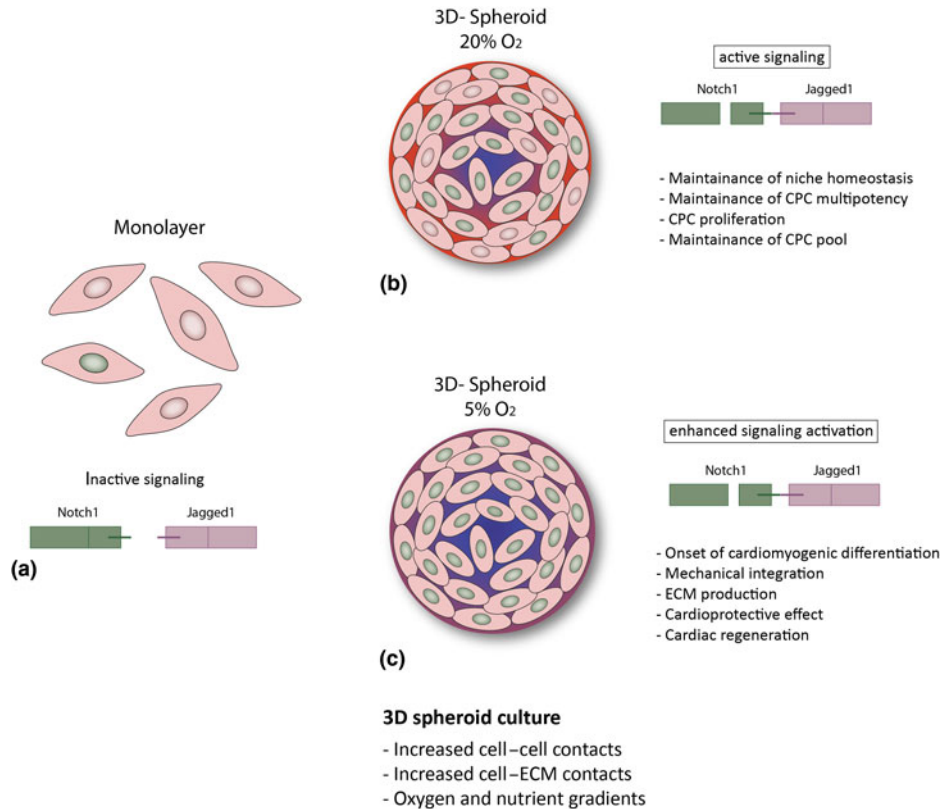 Monolayer
Inactive signaling
Notch1
Jagged1
(a)
3D- Spheroid
20% O₂
(b)
active signaling
Notch1
Jagged1
- Maintainance of niche homeostasis
- Maintainance of CPC multipotency
- CPC proliferation
- Maintainance of CPC pool
3D- Spheroid
5% O₂
(c)
enhanced signaling activation
Notch1
Jagged1
- Onset of cardiomyogenic differentiation
- Mechanical integration
- ECM production
- Cardioprotective effect
- Cardiac regeneration
3D spheroid culture
- Increased cell–cell contacts
- Increased cell–ECM contacts
- Oxygen and nutrient gradients